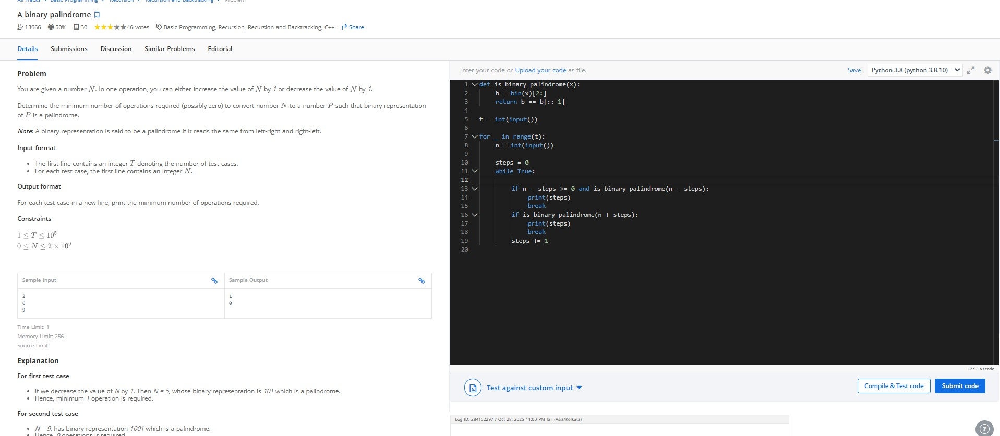 All Tracks > Basic Programming > Recursion > Recursion and Backtracking > Problem
A binary palindrome
13666 50% 30 ★★★★★46 votes Basic Programming, Recursion, Recursion and Backtracking, C++ Share
Details Submissions Discussion Similar Problems Editorial
Problem
You are given a number N. In one operation, you can either increase the value of N by 1 or decrease the value of N by 1.
Determine the minimum number of operations required (possibly zero) to convert number N to a number P such that binary representation
of P is a palindrome.
Note: A binary representation is said to be a palindrome if it reads the same from left-right and right-left.
Input format
• The first line contains an integer T denoting the number of test cases.
• For each test case, the first line contains an integer N.
Output format
For each test case in a new line, print the minimum number of operations required.
Constraints
1 ≤ T ≤ 10⁵
0 ≤ N ≤ 2 × 10⁹
Sample Input Sample Output
2
6
9
1
0
Time Limit: 1
Memory Limit: 256
Source Limit:
Explanation
For first test case
• If we decrease the value of N by 1. Then N = 5, whose binary representation is 101 which is a palindrome.
• Hence, minimum 1 operation is required.
For second test case
• N = 9, has binary representation 1001 which is a palindrome.
• Hence, 0 operations is required.
Enter your code or Upload your code as file.
Save Python 3.8 (python 3.8.10)
1 def is_binary_palindrome(x):
2 b = bin(x)[2:]
3 return b == b[::-1]
4
5 t = int(input())
6
7 for _ in range(t):
8 n = int(input())
9
10 steps = 0
11 while True:
12
13 if n - steps >= 0 and is_binary_palindrome(n - steps):
14 print(steps)
15 break
16 if is_binary_palindrome(n + steps):
17 print(steps)
18 break
19 steps += 1
20
12:6 vscode
Test against custom input
Compile & Test code Submit code
Log ID: 284152297 / Oct 28, 2025 11:00 PM IST (Asia/Kolkata)
?